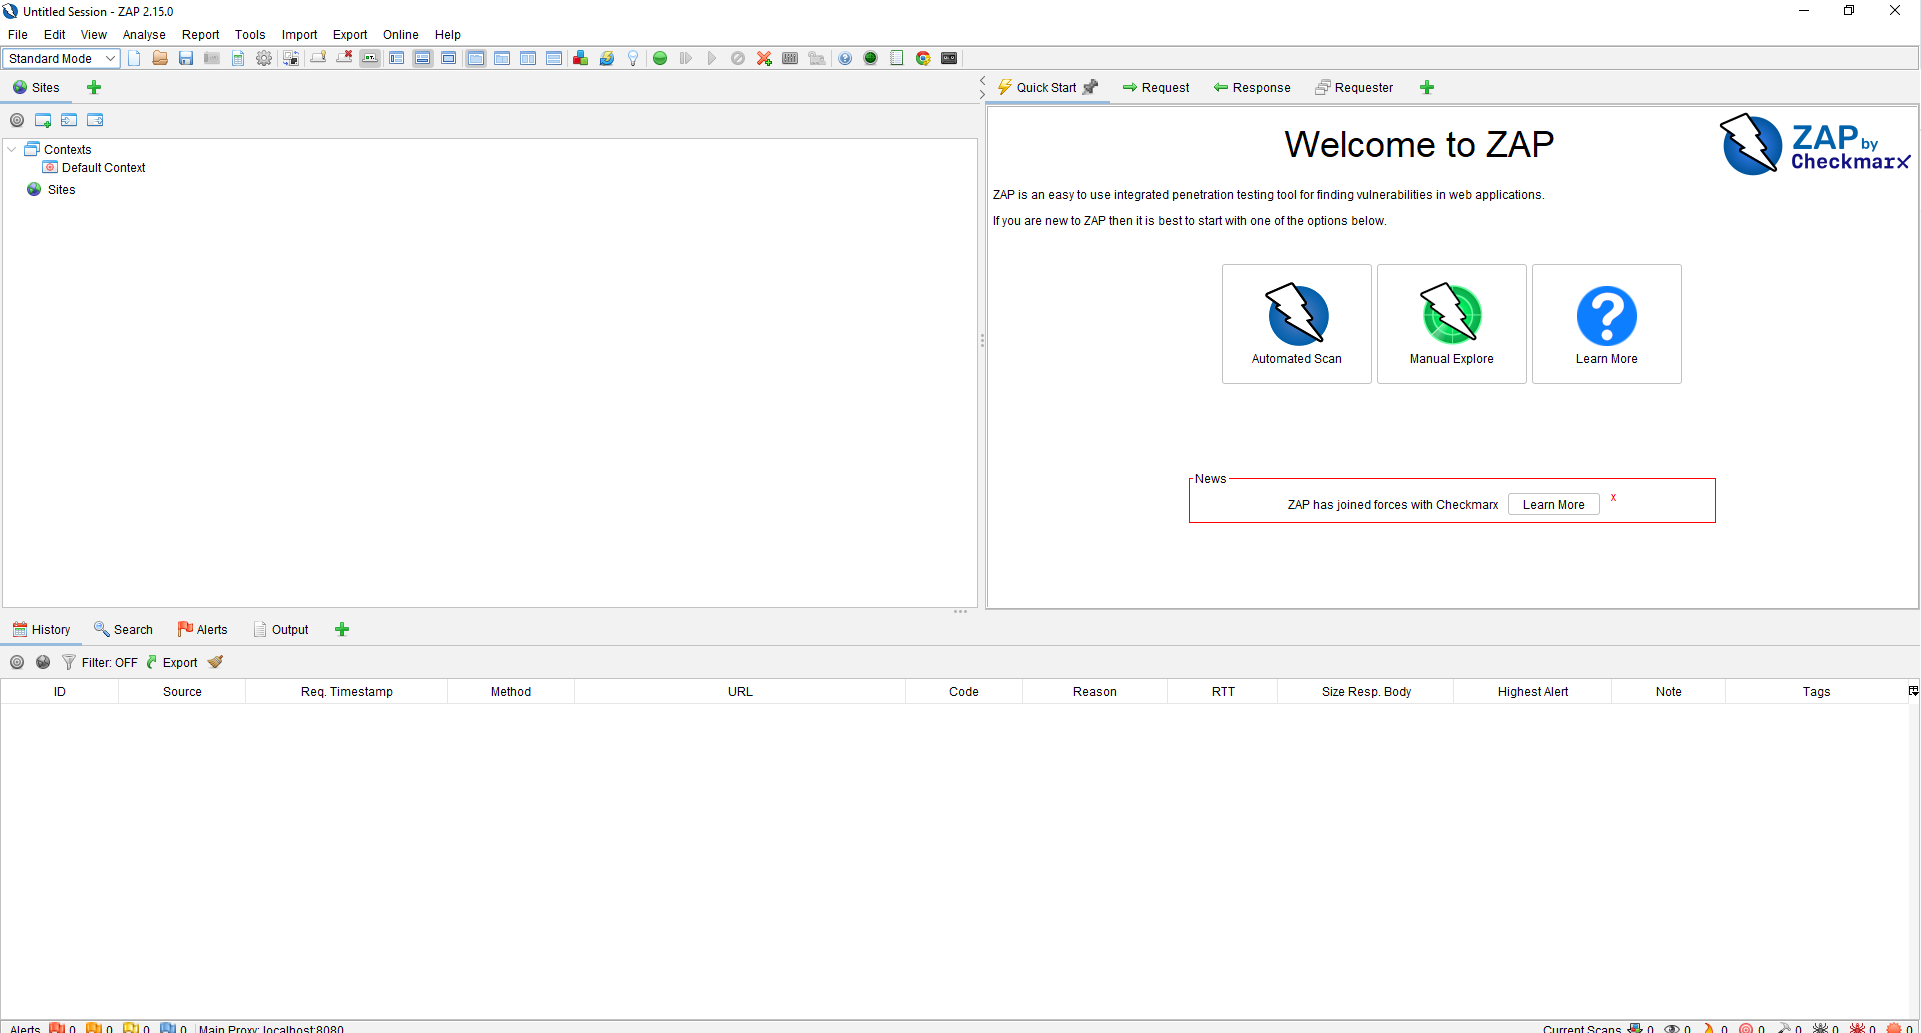 Untitled Session - ZAP 2.15.0
File Edit View Analyse Report Tools Import Export Online Help
Standard Mode
Sites
Quick Start Request Response Requester
Contexts
Default Context
Sites
Welcome to ZAP
ZAP by
Checkmarx
ZAP is an easy to use integrated penetration testing tool for finding vulnerabilities in web applications.
If you are new to ZAP then it is best to start with one of the options below.
Automated Scan Manual Explore Learn More
News
ZAP has joined forces with Checkmarx Learn More x
History Search Alerts Output
Filter: OFF Export
ID Source Req. Timestamp Method URL Code Reason RTT Size Resp. Body Highest Alert Note Tags
Alerts 0 0 0 0 Main Proxy: localhost:8080 Current Scans 0 0 0 0 0 0 0 0